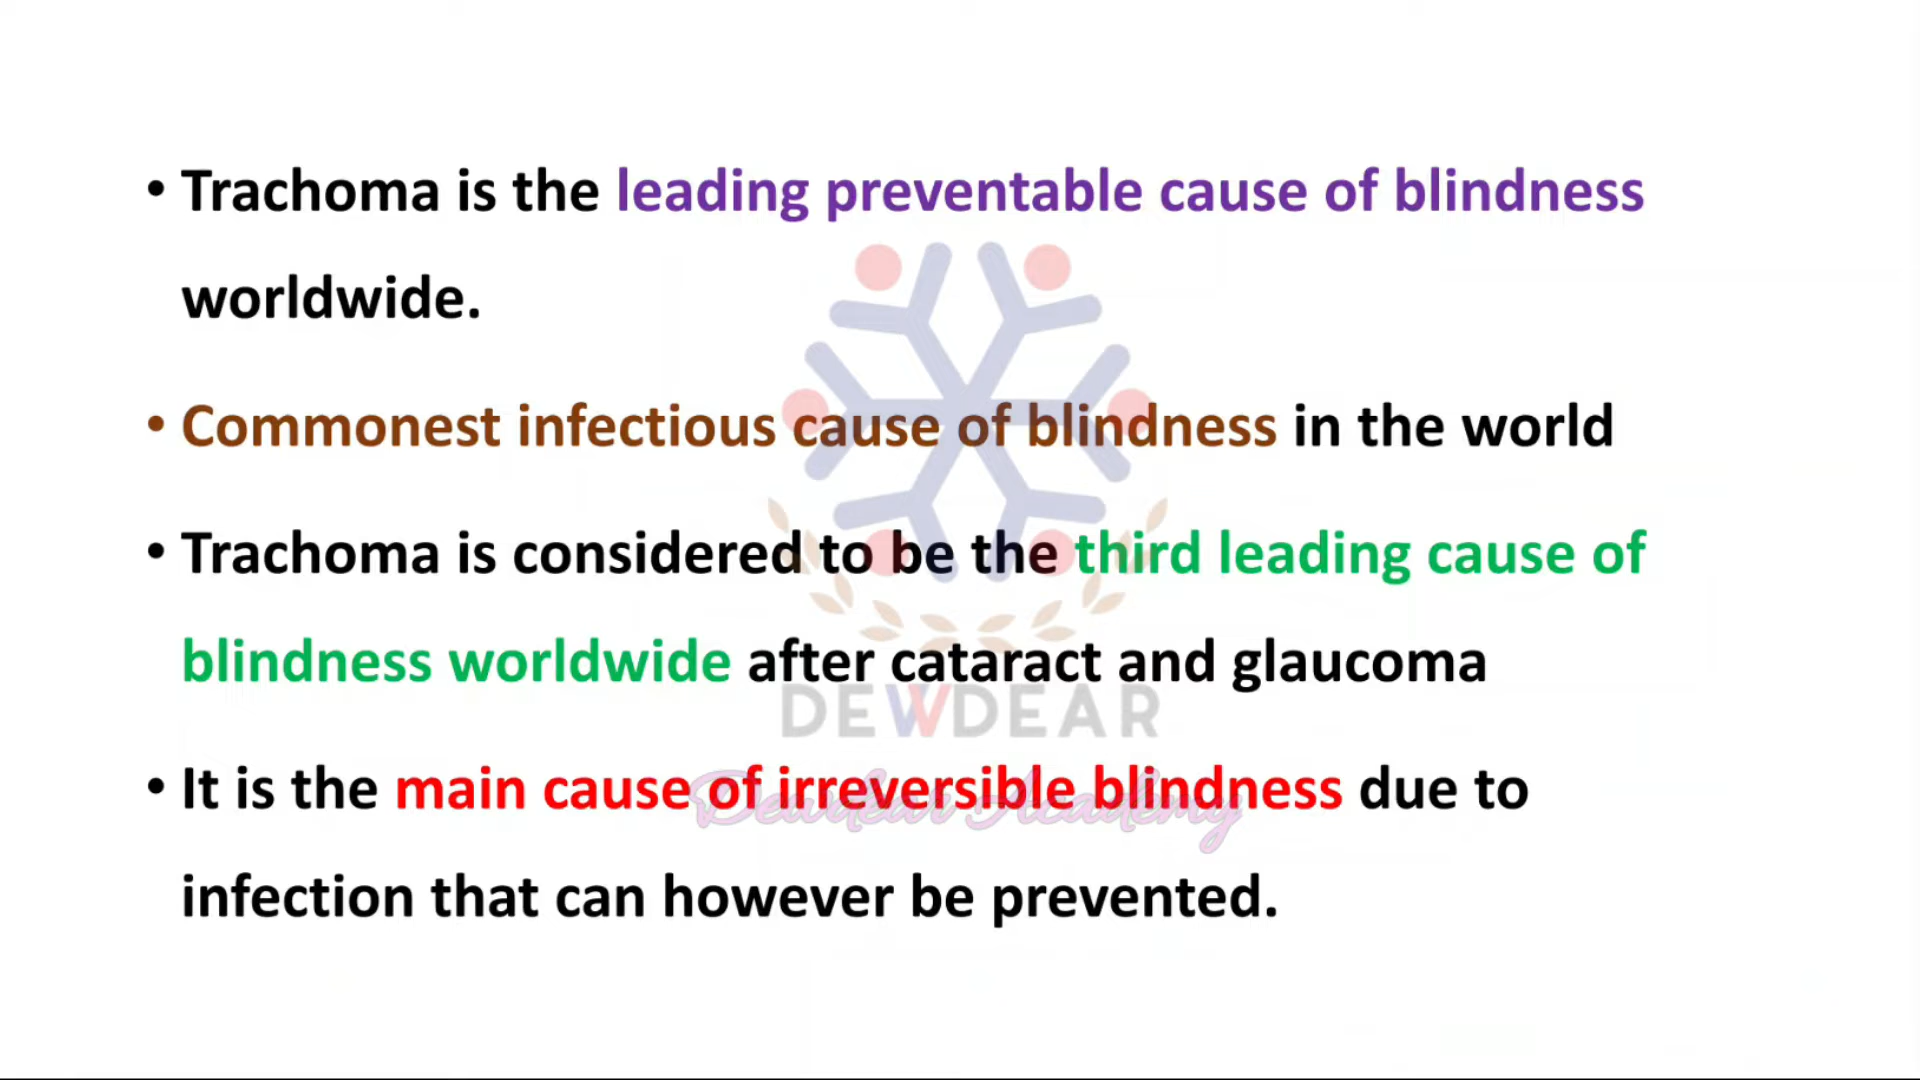 • Trachoma is the leading preventable cause of blindness
worldwide.
• Commonest infectious cause of blindness in the world
• Trachoma is considered to be the third leading cause of
blindness worldwide after cataract and glaucoma
DEWDEAR
• It is the main cause of irreversible blindness due to
Dewdear Academy
infection that can however be prevented.